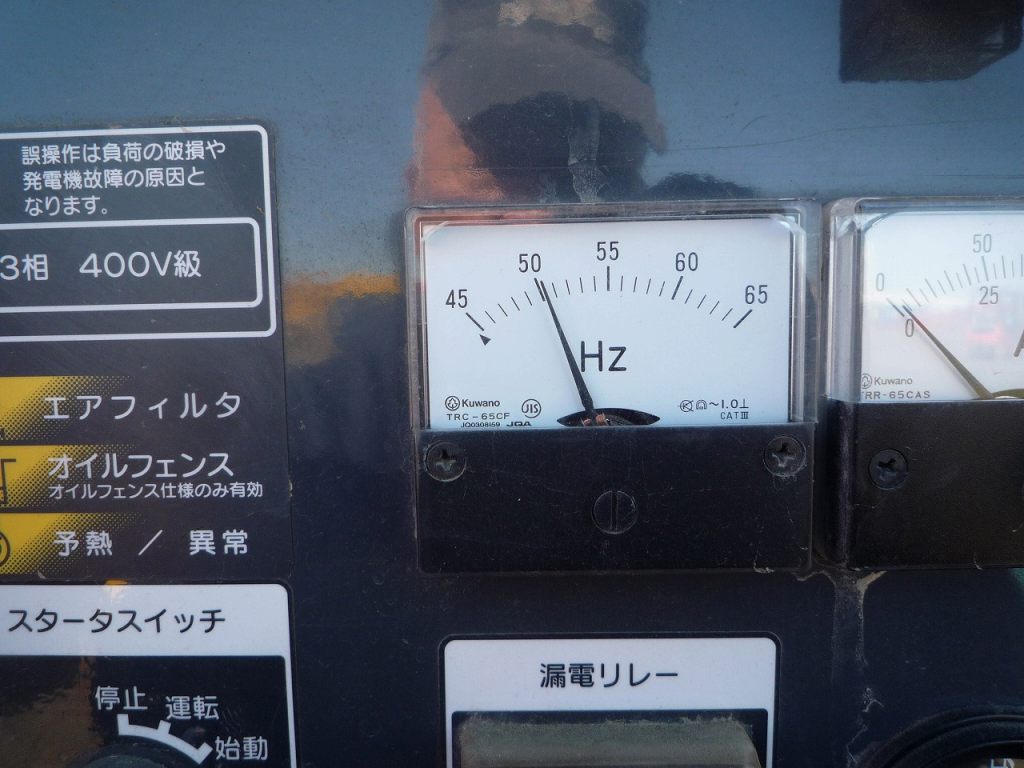 誤操作は負荷の破損や
発電機故障の原因と
なります。
3相 400V級
エアフィルタ
オイルフェンス
オイルフェンス仕様のみ有効
予熱 / 異常
スタータスイッチ
停止 運転
始動
45 50 55 60 65
Hz
Kuwano
TRC-65CF
JQ0308159 JQA
JIS
~1.0⊥
CAT III
漏電リレー
0 50
0 25
A
Kuwano
TRR-65CAS